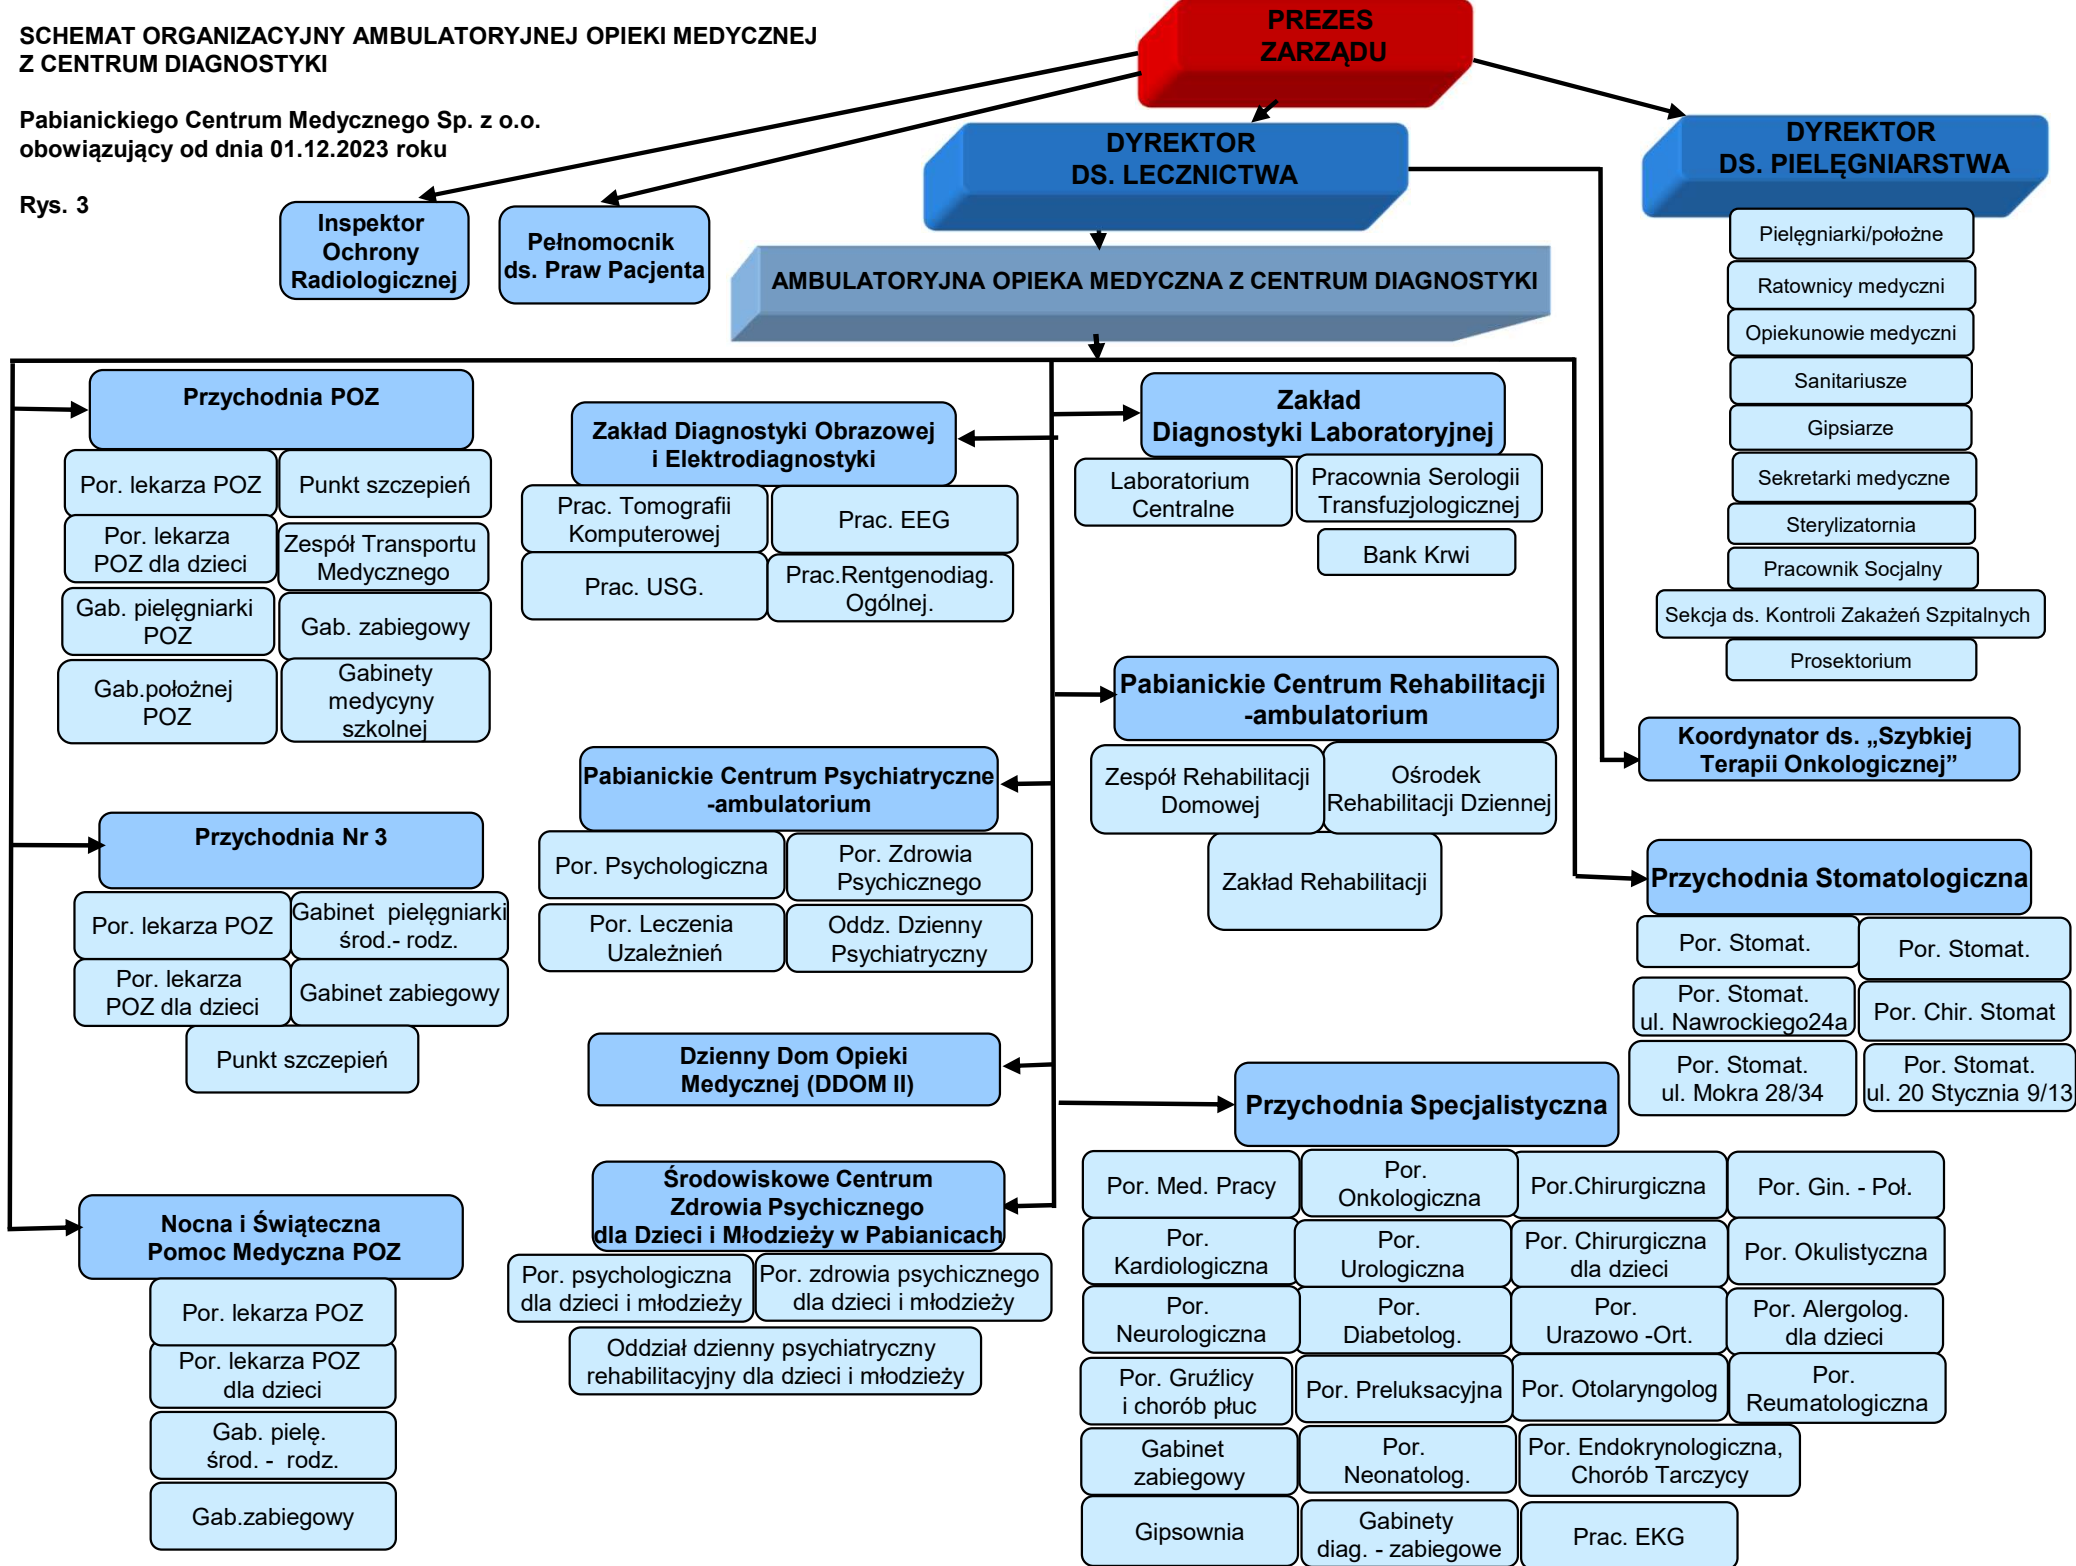 SCHEMAT ORGANIZACYJNY AMBULATORYJNEJ OPIEKI MEDYCZNEJ
Z CENTRUM DIAGNOSTYKI
Pabianickiego Centrum Medycznego Sp. z o.o.
obowiązujący od dnia 01.12.2023 roku
Rys. 3
PREZES
ZARZĄDU
DYREKTOR
DS. LECZNICTWA
DYREKTOR
DS. PIELĘGNIARSTWA
Inspektor
Ochrony
Radiologicznej
Pełnomocnik
ds. Praw Pacjenta
AMBULATORYJNA OPIEKA MEDYCZNA Z CENTRUM DIAGNOSTYKI
Pielęgniarki/położne
Ratownicy medyczni
Opiekunowie medyczni
Sanitariusze
Gipsiarze
Sekretarki medyczne
Sterylizatornia
Pracownik Socjalny
Sekcja ds. Kontroli Zakażeń Szpitalnych
Prosektorium
Koordynator ds. „Szybkiej
Terapii Onkologicznej”
Przychodnia POZ
Por. lekarza POZ
Punkt szczepień
Por. lekarza
POZ dla dzieci
Zespół Transportu
Medycznego
Gab. pielęgniarki
POZ
Gab. zabiegowy
Gab.położnej
POZ
Gabinety
medycyny
szkolnej
Przychodnia Nr 3
Por. lekarza POZ
Gabinet  pielęgniarki
środ.- rodz.
Por. lekarza
POZ dla dzieci
Gabinet zabiegowy
Punkt szczepień
Nocna i Świąteczna
Pomoc Medyczna POZ
Por. lekarza POZ
Por. lekarza POZ
dla dzieci
Gab. pielę.
środ. -  rodz.
Gab.zabiegowy
Zakład Diagnostyki Obrazowej
i Elektrodiagnostyki
Prac. Tomografii
Komputerowej
Prac. EEG
Prac. USG.
Prac.Rentgenodiag.
Ogólnej.
Pabianickie Centrum Psychiatryczne
-ambulatorium
Por. Psychologiczna
Por. Zdrowia
Psychicznego
Por. Leczenia
Uzależnień
Oddz. Dzienny
Psychiatryczny
Dzienny Dom Opieki
Medycznej (DDOM II)
Środowiskowe Centrum
Zdrowia Psychicznego
dla Dzieci i Młodzieży w Pabianicach
Por. psychologiczna
dla dzieci i młodzieży
Por. zdrowia psychicznego
dla dzieci i młodzieży
Oddział dzienny psychiatryczny
rehabilitacyjny dla dzieci i młodzieży
Zakład
Diagnostyki Laboratoryjnej
Laboratorium
Centralne
Pracownia Serologii
Transfuzjologicznej
Bank Krwi
Pabianickie Centrum Rehabilitacji
-ambulatorium
Zespół Rehabilitacji
Domowej
Ośrodek
Rehabilitacji Dziennej
Zakład Rehabilitacji
Przychodnia Stomatologiczna
Por. Stomat.
Por. Stomat.
Por. Stomat.
ul. Nawrockiego24a
Por. Chir. Stomat
Por. Stomat.
ul. Mokra 28/34
Por. Stomat.
ul. 20 Stycznia 9/13
Przychodnia Specjalistyczna
Por. Med. Pracy
Por.
Onkologiczna
Por.Chirurgiczna
Por. Gin. - Poł.
Por.
Kardiologiczna
Por.
Urologiczna
Por. Chirurgiczna
dla dzieci
Por. Okulistyczna
Por.
Neurologiczna
Por.
Diabetolog.
Por.
Urazowo -Ort.
Por. Alergolog.
dla dzieci
Por. Gruźlicy
i chorób płuc
Por. Preluksacyjna
Por. Otolaryngolog
Por.
Reumatologiczna
Gabinet
zabiegowy
Por.
Neonatolog.
Por. Endokrynologiczna,
Chorób Tarczycy
Gipsownia
Gabinety
diag. - zabiegowe
Prac. EKG